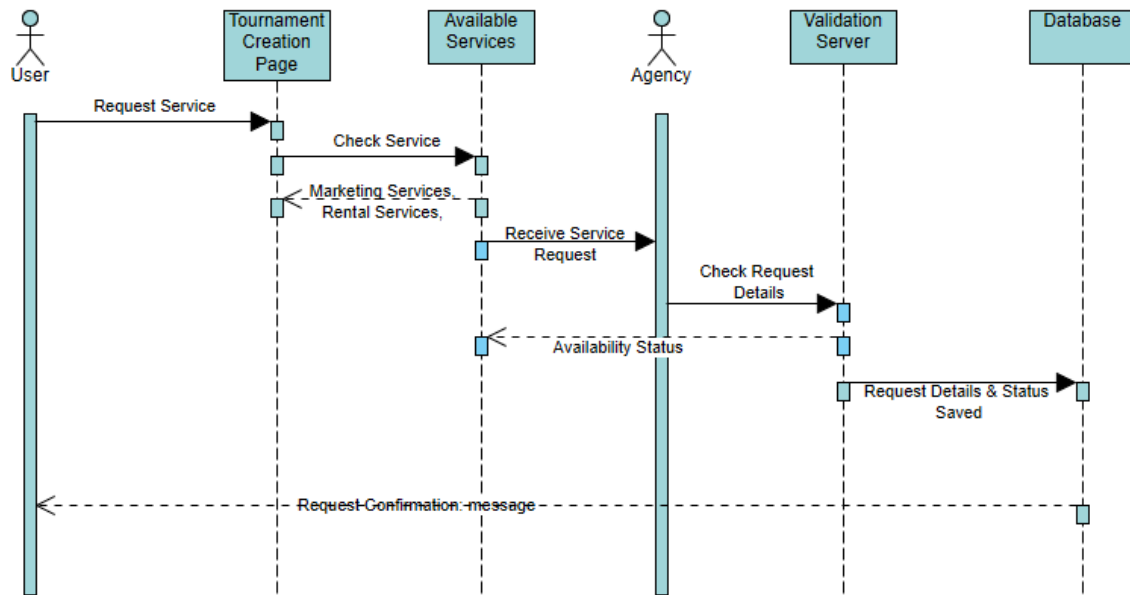 Tournament
Creation
Page
Available
Services
Validation
Server
Database
User
Agency
Request Service
Check Service
Marketing Services,
Rental Services,
Receive Service
Request
Check Request
Details
Availability Status
Request Details & Status
Saved
Request Confirmation: message